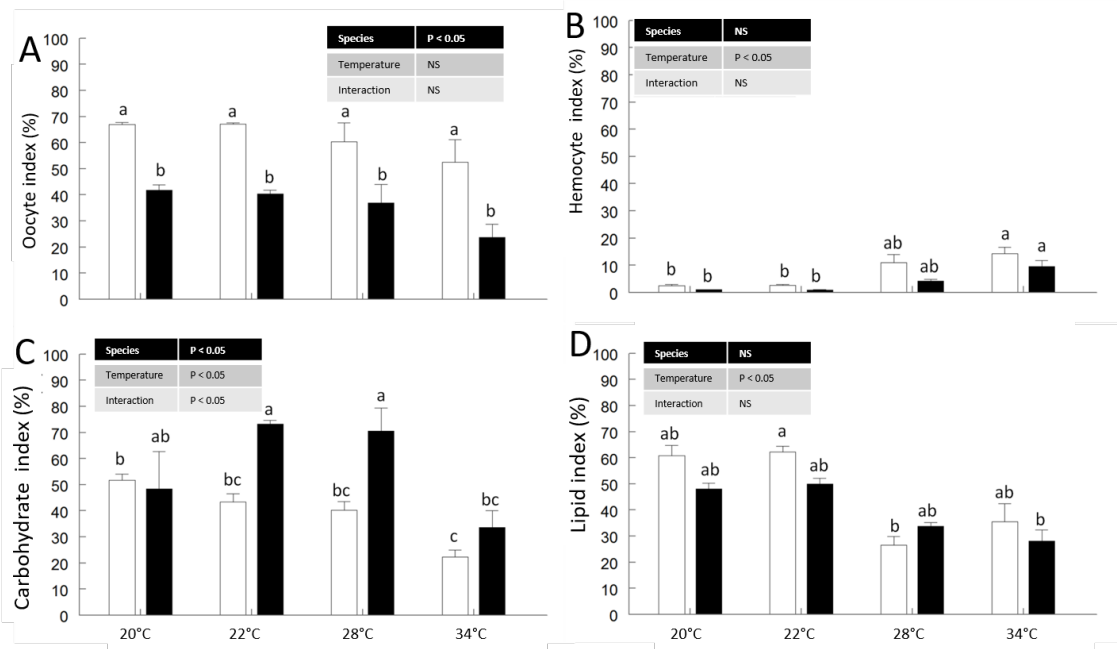 A
Oocyte index (%)
100
90
80
70
60
50
40
30
20
10
0
Species P < 0.05
Temperature NS
Interaction NS
a a a a
b b b b
B
Hemocyte index (%)
100
90
80
70
60
50
40
30
20
10
0
Species NS
Temperature P < 0.05
Interaction NS
b b b b ab ab a a
C
Carbohydrate index (%)
100
90
80
70
60
50
40
30
20
10
0
Species P < 0.05
Temperature P < 0.05
Interaction P < 0.05
b ab bc a bc a c bc
20°C 22°C 28°C 34°C
D
Lipid index (%)
100
90
80
70
60
50
40
30
20
10
0
Species NS
Temperature P < 0.05
Interaction NS
ab ab a ab b ab ab b
20°C 22°C 28°C 34°C